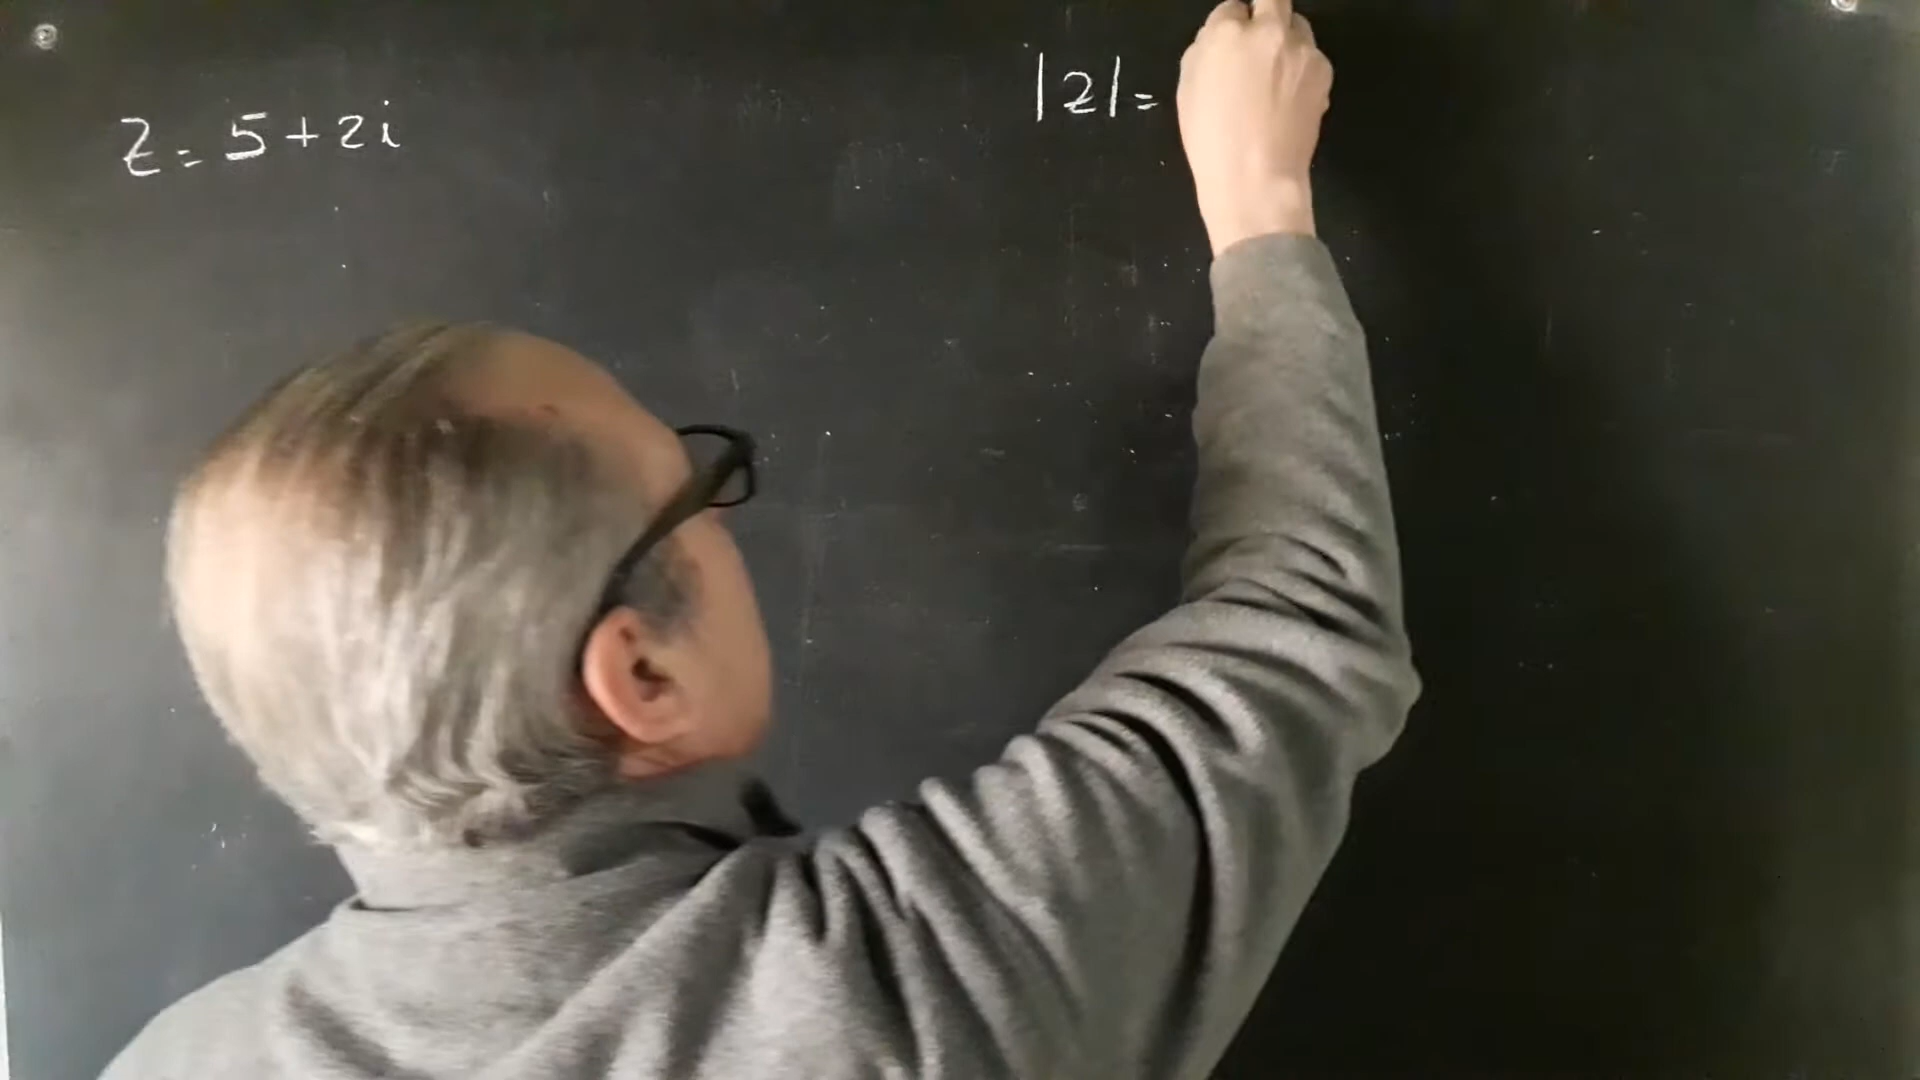 z = 5 + 2i
|z| =